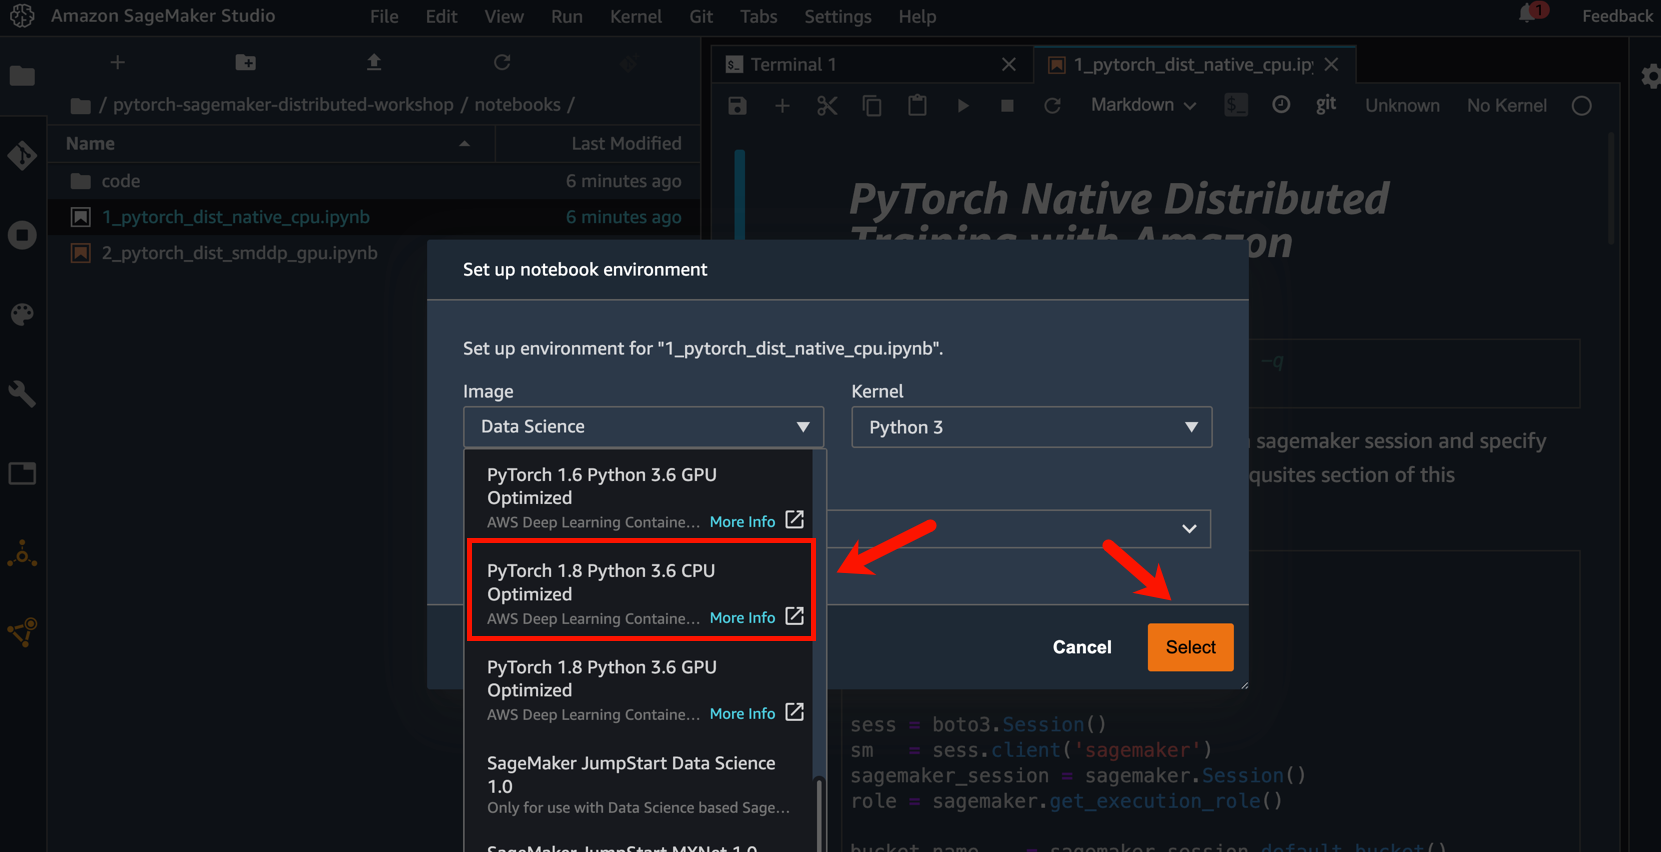 Amazon SageMaker Studio
File Edit View Run Kernel Git Tabs Settings Help
1
Feedback
Terminal 1
1_pytorch_dist_native_cpu.ip
/ pytorch-sagemaker-distributed-workshop / notebooks /
Markdown
git
Unknown
No Kernel
Name
Last Modified
code
6 minutes ago
1_pytorch_dist_native_cpu.ipynb
6 minutes ago
2_pytorch_dist_smddp_gpu.ipynb
PyTorch Native Distributed
Training with Amazon
Set up notebook environment
Set up environment for "1_pytorch_dist_native_cpu.ipynb".
Image
Kernel
Data Science
Python 3
PyTorch 1.6 Python 3.6 GPU
Optimized
AWS Deep Learning Containe... More Info
PyTorch 1.8 Python 3.6 CPU
Optimized
AWS Deep Learning Containe... More Info
PyTorch 1.8 Python 3.6 GPU
Optimized
AWS Deep Learning Containe... More Info
SageMaker JumpStart Data Science
1.0
Only for use with Data Science based Sage...
SageMaker JumpStart MXNet 1.0
Cancel
Select
-q
sagemaker session and specify
qusites section of this
sess = boto3.Session()
sm = sess.client('sagemaker')
sagemaker_session = sagemaker.Session()
role = sagemaker.get_execution_role()
bucket_name = sagemaker_session.default_bucket()